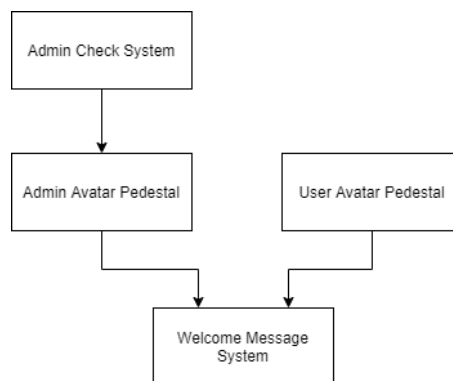 Admin Check System
Admin Avatar Pedestal
User Avatar Pedestal
Welcome Message
System